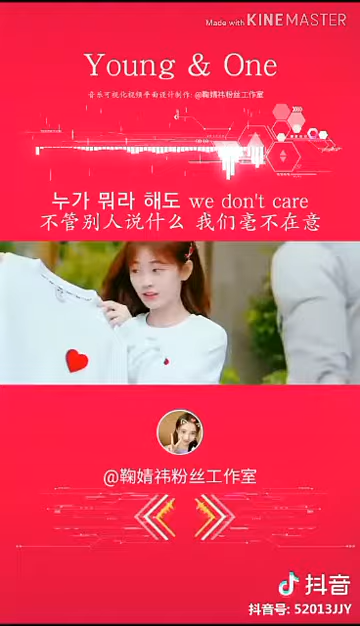 Made with KINEMASTER
Young & One
音乐可视化视频平面设计制作: @鞠婧祎粉丝工作室
누가 뭐라 해도 we don't care
不管别人说什么 我们毫不在意
@鞠婧祎粉丝工作室
抖音
抖音号: 52013JJY